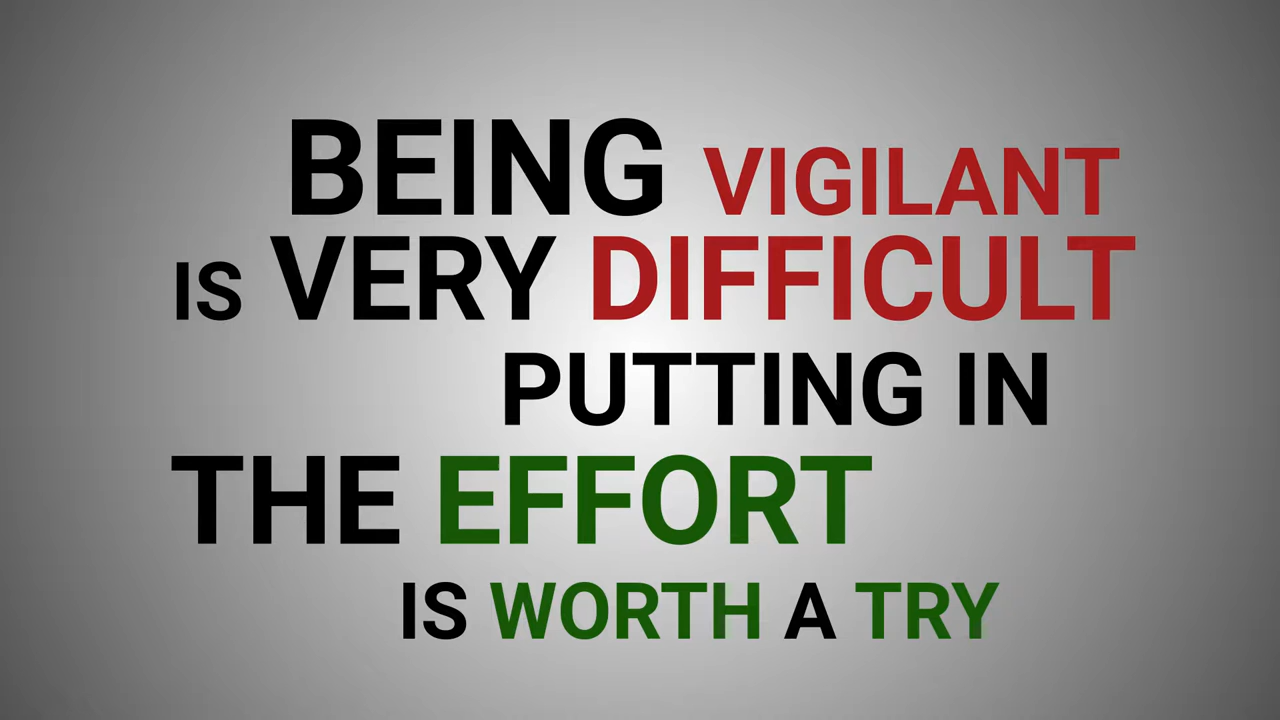 BEING VIGILANT
IS VERY DIFFICULT
PUTTING IN
THE EFFORT
IS WORTH A TRY